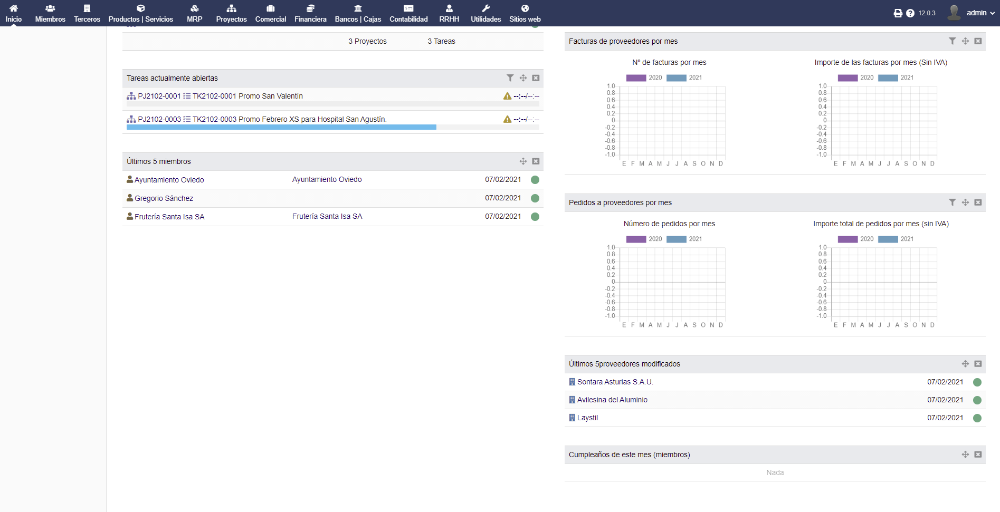 Inicio Miembros Terceros Productos | Servicios MRP Proyectos Comercial Financiera Bancos | Cajas Contabilidad RRHH Utilidades Sitios web 12.0.3 admin
3 Proyectos 3 Tareas
Tareas actualmente abiertas
PJ2102-0001 TK2102-0001 Promo San Valentín --:--/--:--
PJ2102-0003 TK2102-0003 Promo Febrero XS para Hospital San Agustín. --:--/--:--
Últimos 5 miembros
Ayuntamiento Oviedo Ayuntamiento Oviedo 07/02/2021
Gregorio Sánchez 07/02/2021
Frutería Santa Isa SA Frutería Santa Isa SA 07/02/2021
Facturas de proveedores por mes
Nº de facturas por mes
2020 2021
1.0
0.8
0.6
0.4
0.2
0
-0.2
-0.4
-0.6
-0.8
-1.0
E F M A M J J A S O N D
Importe de las facturas por mes (Sin IVA)
2020 2021
1.0
0.8
0.6
0.4
0.2
0
-0.2
-0.4
-0.6
-0.8
-1.0
E F M A M J J A S O N D
Pedidos a proveedores por mes
Número de pedidos por mes
2020 2021
1.0
0.8
0.6
0.4
0.2
0
-0.2
-0.4
-0.6
-0.8
-1.0
E F M A M J J A S O N D
Importe total de pedidos por mes (sin IVA)
2020 2021
1.0
0.8
0.6
0.4
0.2
0
-0.2
-0.4
-0.6
-0.8
-1.0
E F M A M J J A S O N D
Últimos 5proveedores modificados
Sontara Asturias S.A.U. 07/02/2021
Avilesina del Aluminio 07/02/2021
Laystil 07/02/2021
Cumpleaños de este mes (miembros)
Nada